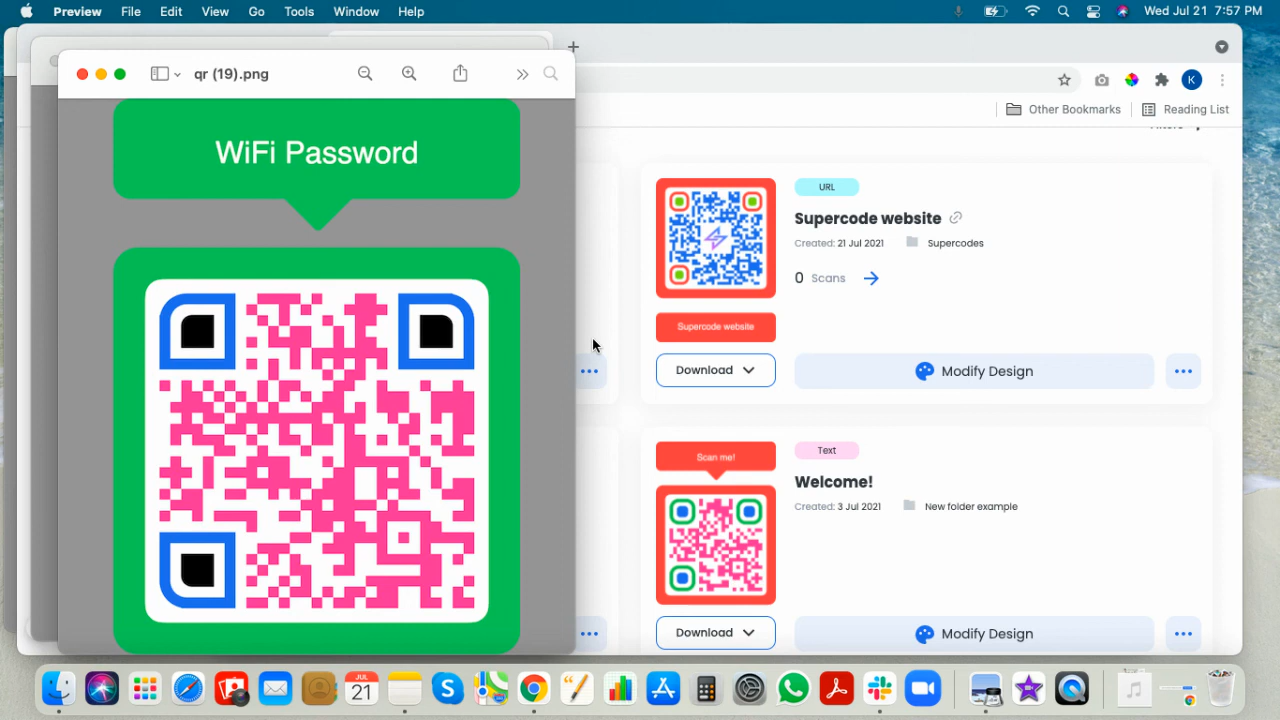 Preview File Edit View Go Tools Window Help Wed Jul 21 7:57 PM
qr (19).png
K
Other Bookmarks Reading List
WiFi Password
URL
Supercode website
Created: 21 Jul 2021 Supercodes
0 Scans
Supercode website
Download Modify Design
Scan me!
Text
Welcome!
Created: 3 Jul 2021 New folder example
Download Modify Design
JUL
21